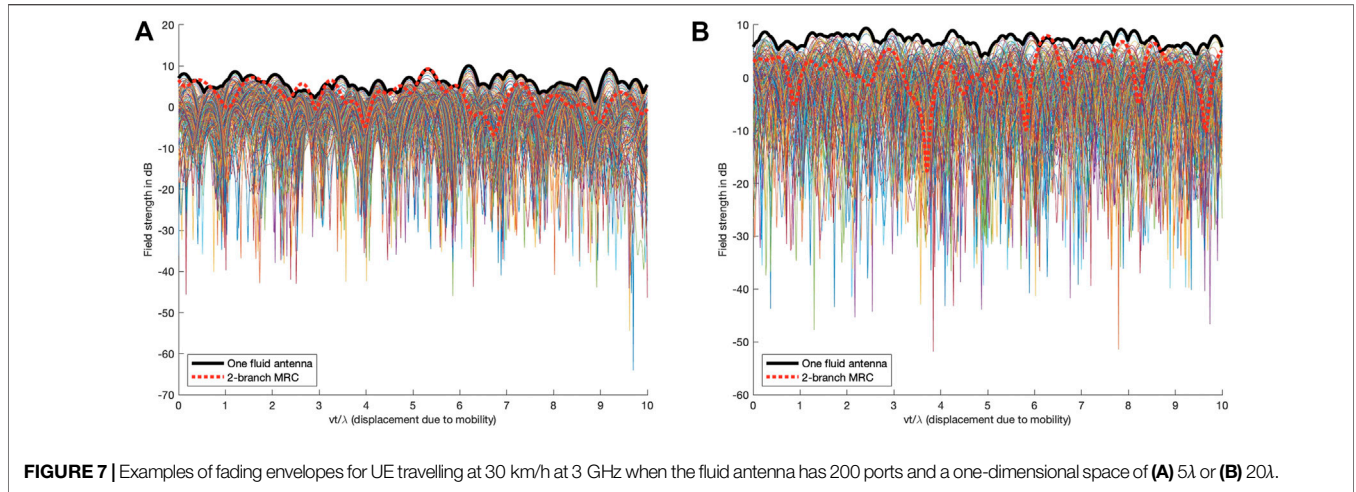 A
20
10
0
-10
-20
-30
-40
-50
-60
-70
Field strength in dB
One fluid antenna
2-branch MRC
0 1 2 3 4 5 6 7 8 9 10
vt/λ (displacement due to mobility)
B
10
0
-10
-20
-30
-40
-50
-60
Field strength in dB
One fluid antenna
2-branch MRC
0 1 2 3 4 5 6 7 8 9 10
vt/λ (displacement due to mobility)
FIGURE 7 | Examples of fading envelopes for UE travelling at 30 km/h at 3 GHz when the fluid antenna has 200 ports and a one-dimensional space of (A) 5λ or (B) 20λ.